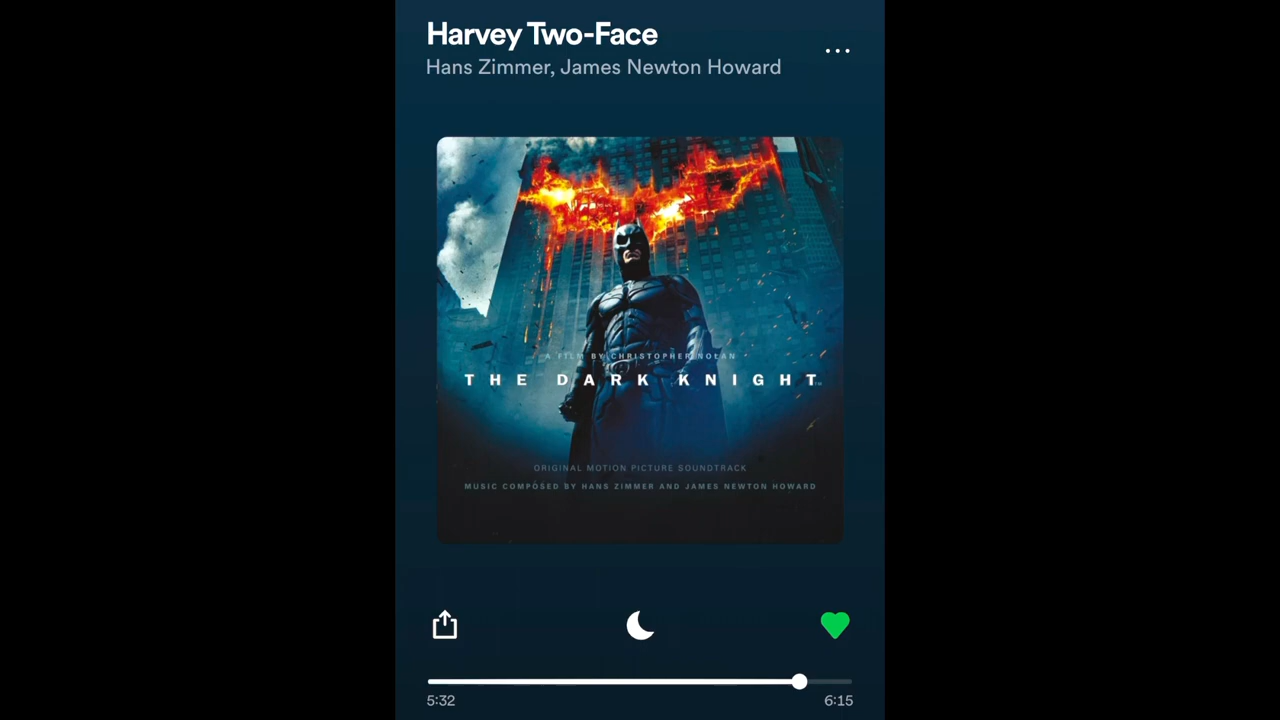 Harvey Two-Face
Hans Zimmer, James Newton Howard
A FILM BY CHRISTOPHER NOLAN
THE DARK KNIGHT™
ORIGINAL MOTION PICTURE SOUNDTRACK
MUSIC COMPOSED BY HANS ZIMMER AND JAMES NEWTON HOWARD
5:32 6:15